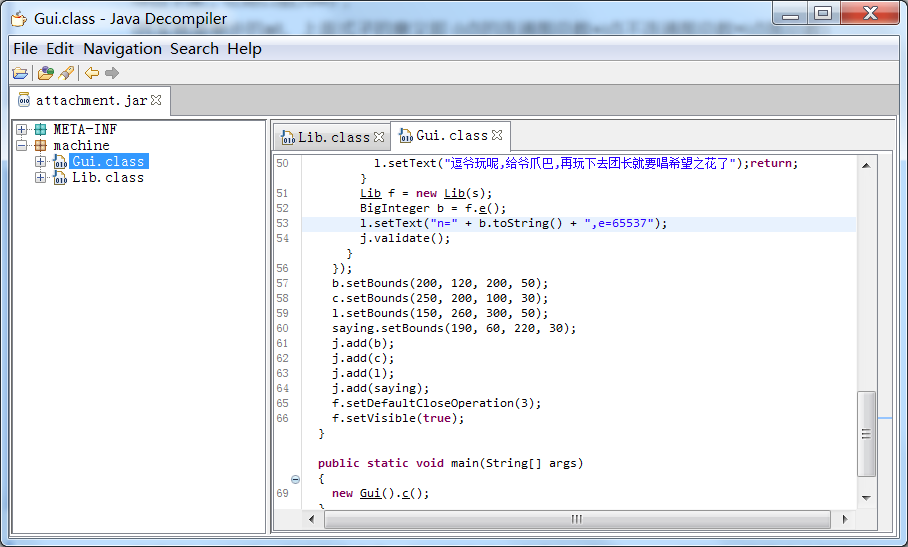 Gui.class - Java Decompiler
File Edit Navigation Search Help
attachment.jar
META-INF
machine
Gui.class
Lib.class
Lib.class
Gui.class
50 l.setText("逗爷玩呢,给爷爪巴,再玩下去团长就要唱希望之花了");return;
}
51 Lib f = new Lib(s);
52 BigInteger b = f.e();
53 l.setText("n=" + b.toString() + ",e=65537");
54 j.validate();
}
56 });
57 b.setBounds(200, 120, 200, 50);
58 c.setBounds(250, 200, 100, 30);
59 l.setBounds(150, 260, 300, 50);
60 saying.setBounds(190, 60, 220, 30);
61 j.add(b);
62 j.add(c);
63 j.add(l);
64 j.add(saying);
65 f.setDefaultCloseOperation(3);
66 f.setVisible(true);
}
public static void main(String[] args)
{
69 new Gui().c();
}